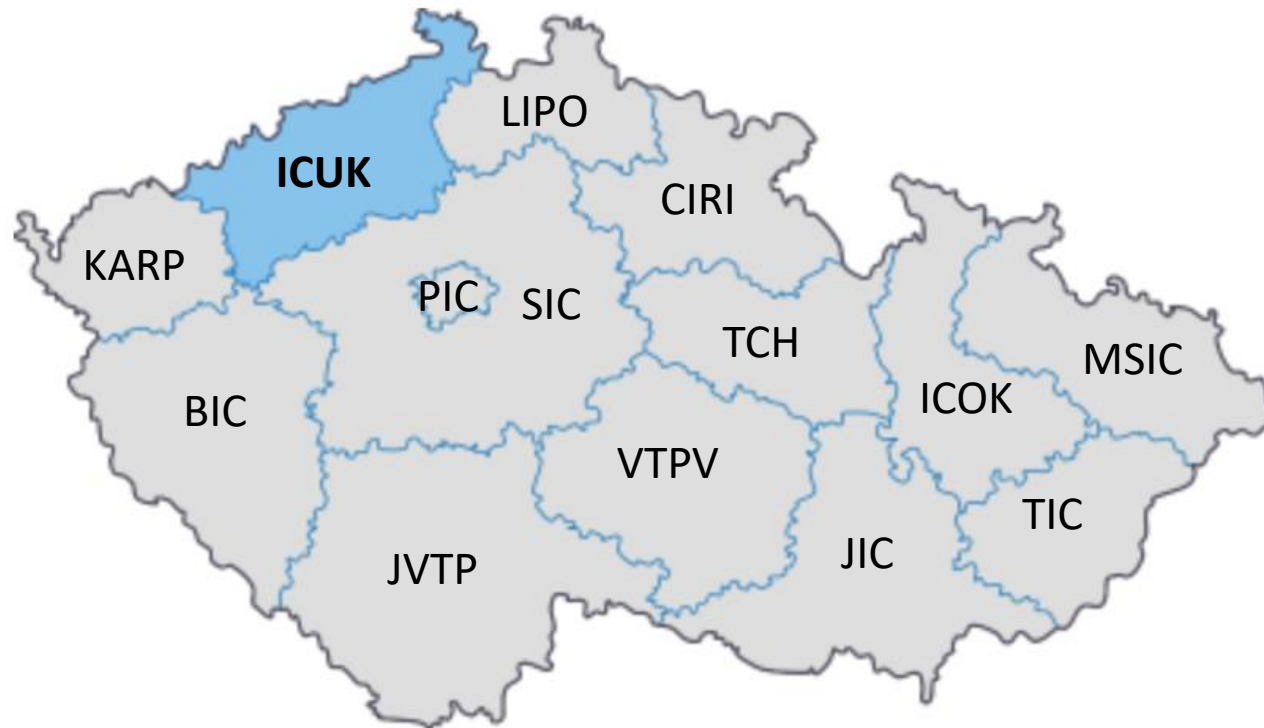 LIPO
ICUK
CIRI
KARP
PIC
SIC
TCH
MSIC
BIC
ICOK
VTPV
TIC
JVTP
JIC